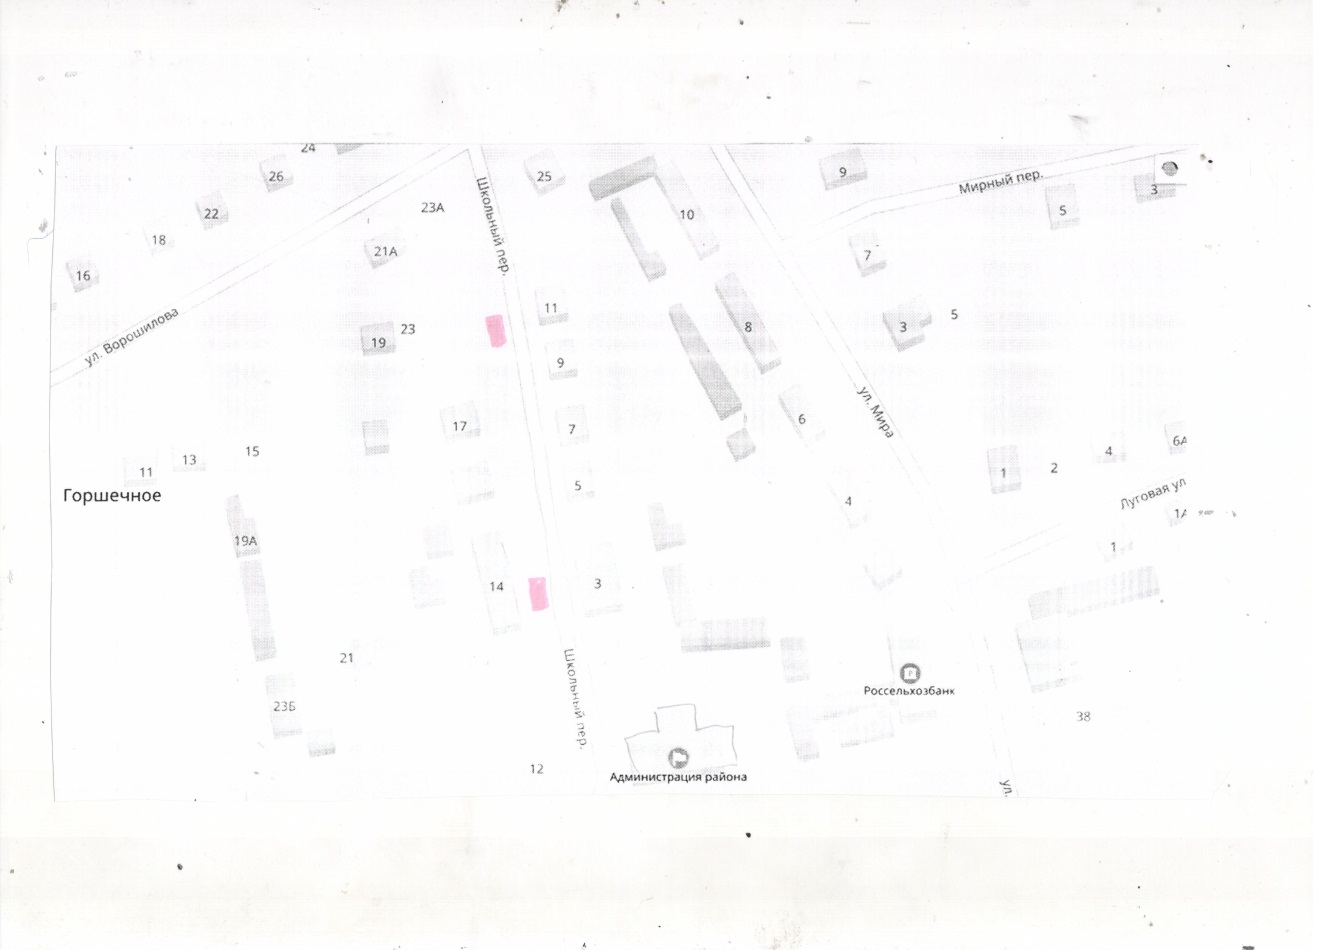 24
26
25
9
Мирный пер.
3
Школьный пер.
22
23А
10
5
18
21А
7
16
11
5
ул. Ворошилова
23
19
8
3
9
ул. Мира
17
7
6
6А
15
13
11
4
2
1
Горшечное
5
4
Луговая ул
1А
19А
1
14
3
21
Школьный пер.
Россельхозбанк
23Б
38
12
Администрация района
ул.